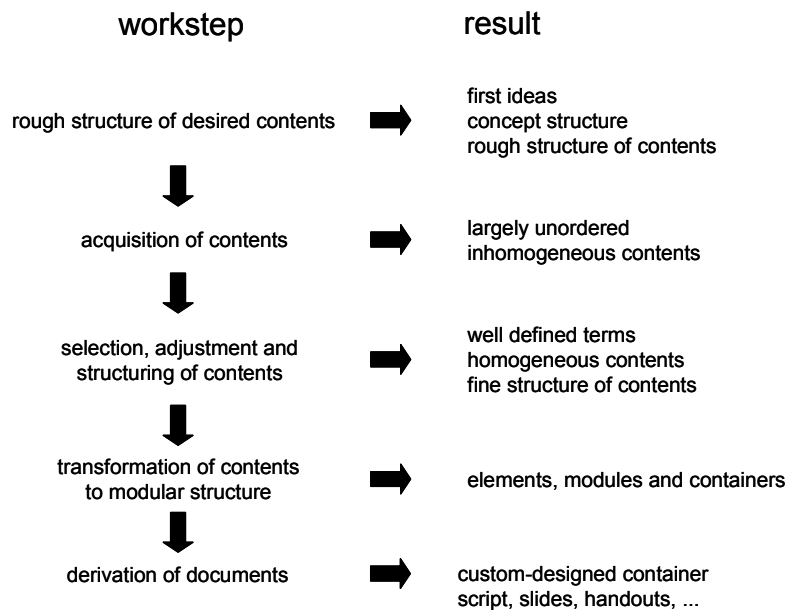 workstep
result
rough structure of desired contents
first ideas
concept structure
rough structure of contents
acquisition of contents
largely unordered
inhomogeneous contents
selection, adjustment and
structuring of contents
well defined terms
homogeneous contents
fine structure of contents
transformation of contents
to modular structure
elements, modules and containers
derivation of documents
custom-designed container
script, slides, handouts, ...